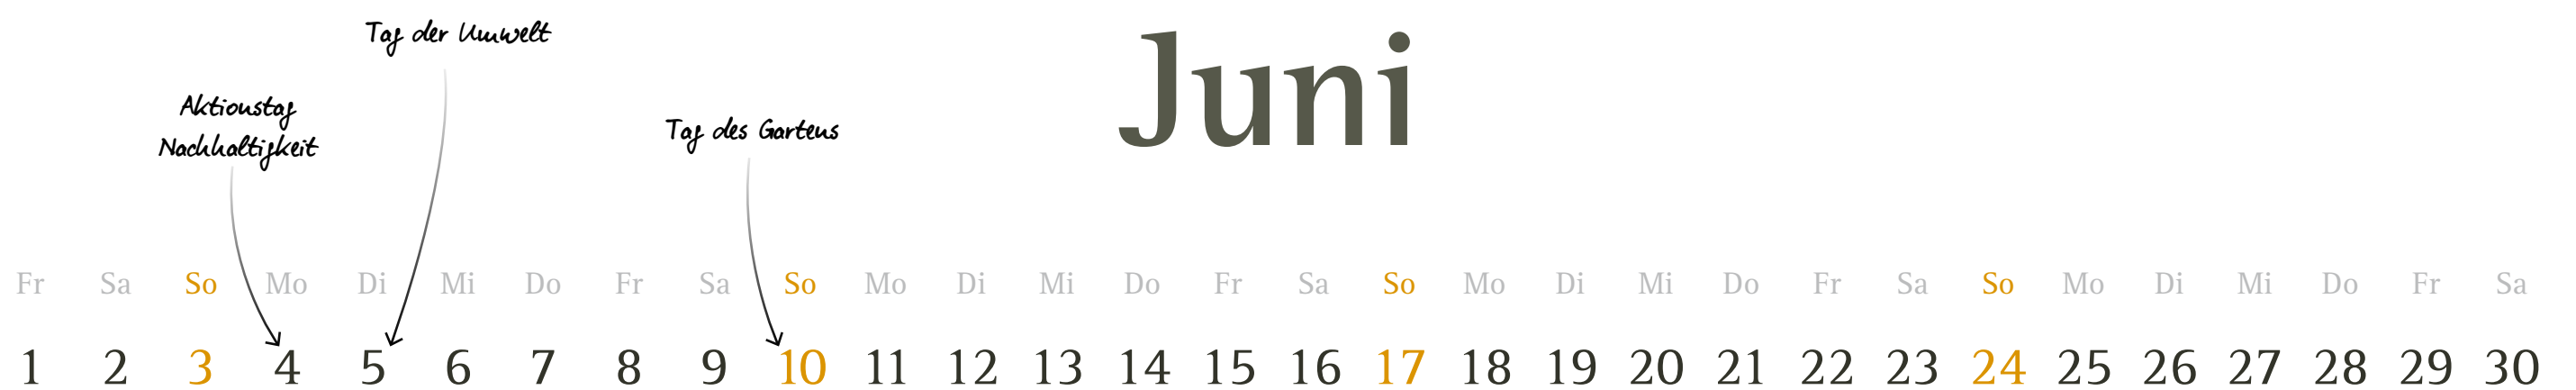 Tag der Umwelt
Juni
Aktionstag
Nachhaltigkeit
Tag des Gartens
Fr Sa So Mo Di Mi Do Fr Sa So Mo Di Mi Do Fr Sa So Mo Di Mi Do Fr Sa So Mo Di Mi Do Fr Sa
1 2 3 4 5 6 7 8 9 10 11 12 13 14 15 16 17 18 19 20 21 22 23 24 25 26 27 28 29 30